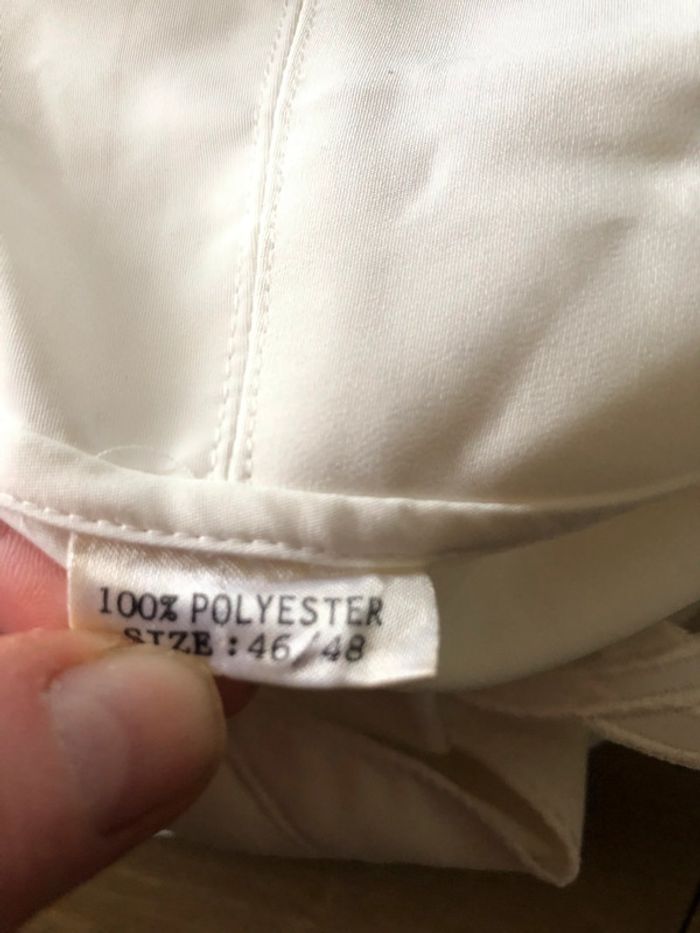 100% POLYESTER
SIZE : 46/48